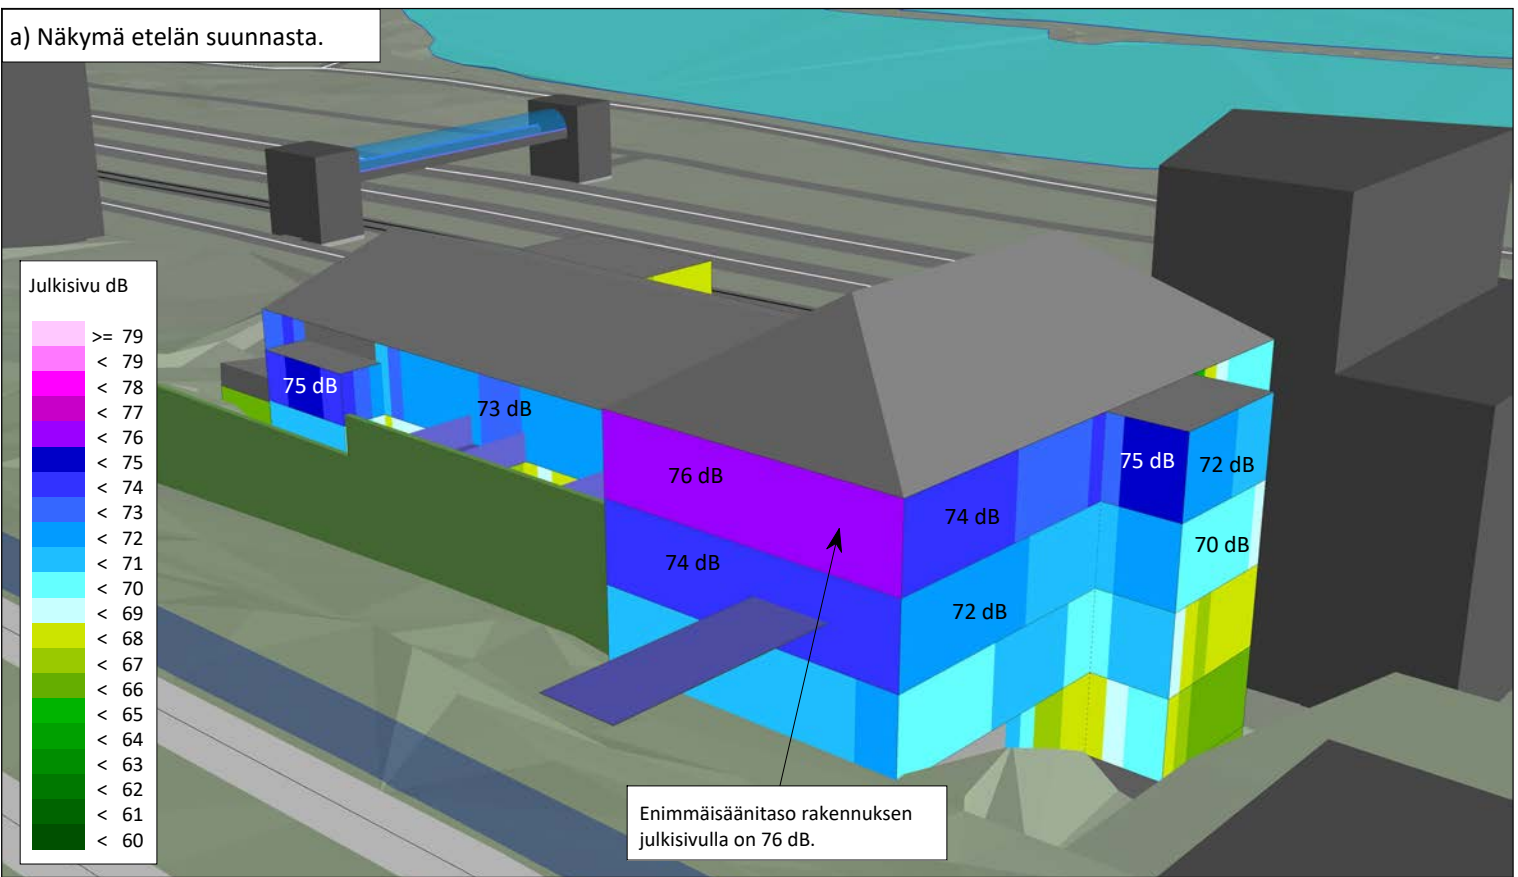 a) Näkymä etelän suunnasta.
Julkisivu dB
>= 79
< 79
< 78
< 77
< 76
< 75
< 74
< 73
< 72
< 71
< 70
< 69
< 68
< 67
< 66
< 65
< 64
< 63
< 62
< 61
< 60
75 dB
73 dB
76 dB
74 dB
74 dB
72 dB
75 dB
72 dB
70 dB
Enimmäisäänitaso rakennuksen
julkisivulla on 76 dB.